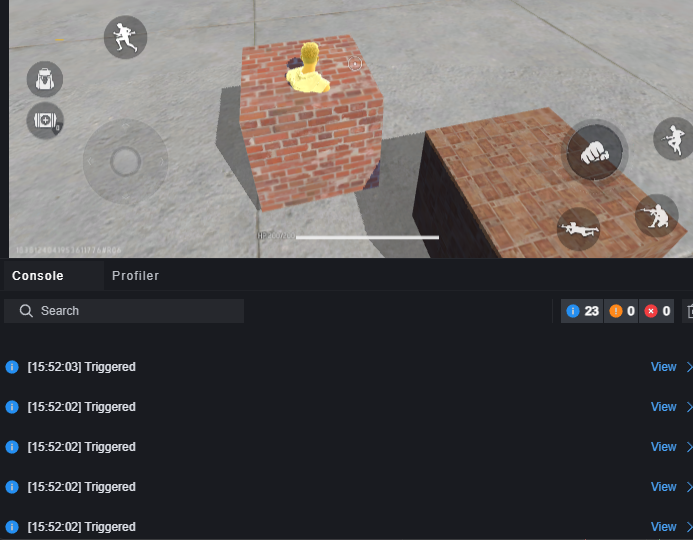 Console
Profiler
Search
23
0
0
[15:52:03] Triggered
View
[15:52:02] Triggered
View
[15:52:02] Triggered
View
[15:52:02] Triggered
View
[15:52:02] Triggered
View